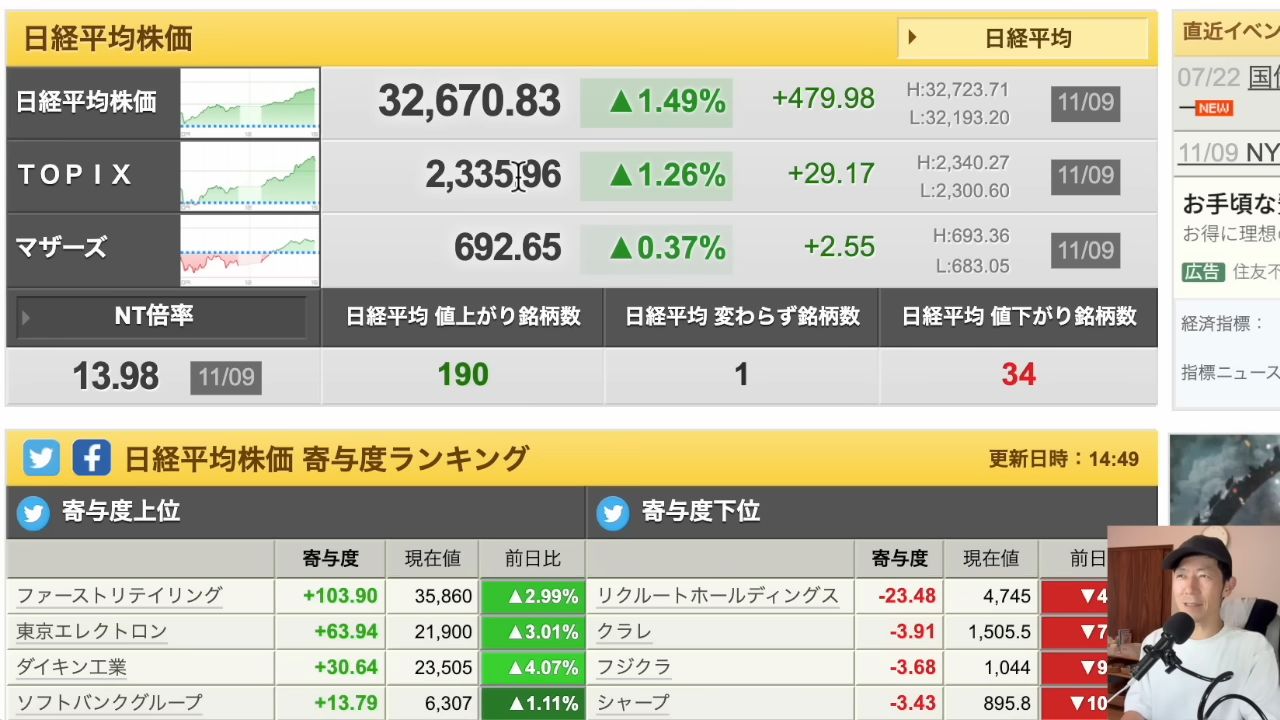 日経平均株価
日経平均
日経平均株価 32,670.83 ▲1.49% +479.98 H:32,723.71 L:32,193.20 11/09
TOPIX 2,335.96 ▲1.26% +29.17 H:2,340.27 L:2,300.60 11/09
マザーズ 692.65 ▲0.37% +2.55 H:693.36 L:683.05 11/09
NT倍率 日経平均 値上がり銘柄数 日経平均 変わらず銘柄数 日経平均 値下がり銘柄数
13.98 11/09 190 1 34
日経平均株価 寄与度ランキング 更新日時：14:49
寄与度上位 寄与度下位
寄与度 現在値 前日比 寄与度 現在値 前日
ファーストリテイリング +103.90 35,860 ▲2.99% リクルートホールディングス -23.48 4,745 ▼4
東京エレクトロン +63.94 21,900 ▲3.01% クラレ -3.91 1,505.5 ▼7
ダイキン工業 +30.64 23,505 ▲4.07% フジクラ -3.68 1,044 ▼9
ソフトバンクグループ +13.79 6,307 ▲1.11% シャープ -3.43 895.8 ▼10
直近イベン
07/22 国
NEW
11/09 NY
お手頃な
お得に理想
広告 住友不
経済指標：
指標ニュース